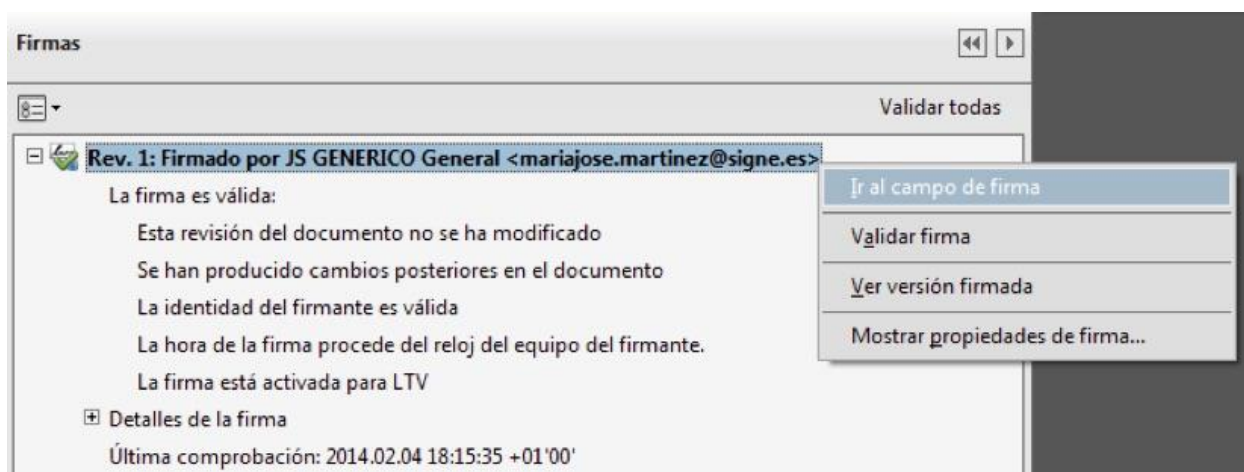 Firmas
Validar todas
Rev. 1: Firmado por JS GENERICO General <mariajose.martinez@signe.es>
La firma es válida:
Esta revisión del documento no se ha modificado
Se han producido cambios posteriores en el documento
La identidad del firmante es válida
La hora de la firma procede del reloj del equipo del firmante.
La firma está activada para LTV
Detalles de la firma
Última comprobación: 2014.02.04 18:15:35 +01'00'
Ir al campo de firma
Validar firma
Ver versión firmada
Mostrar propiedades de firma...